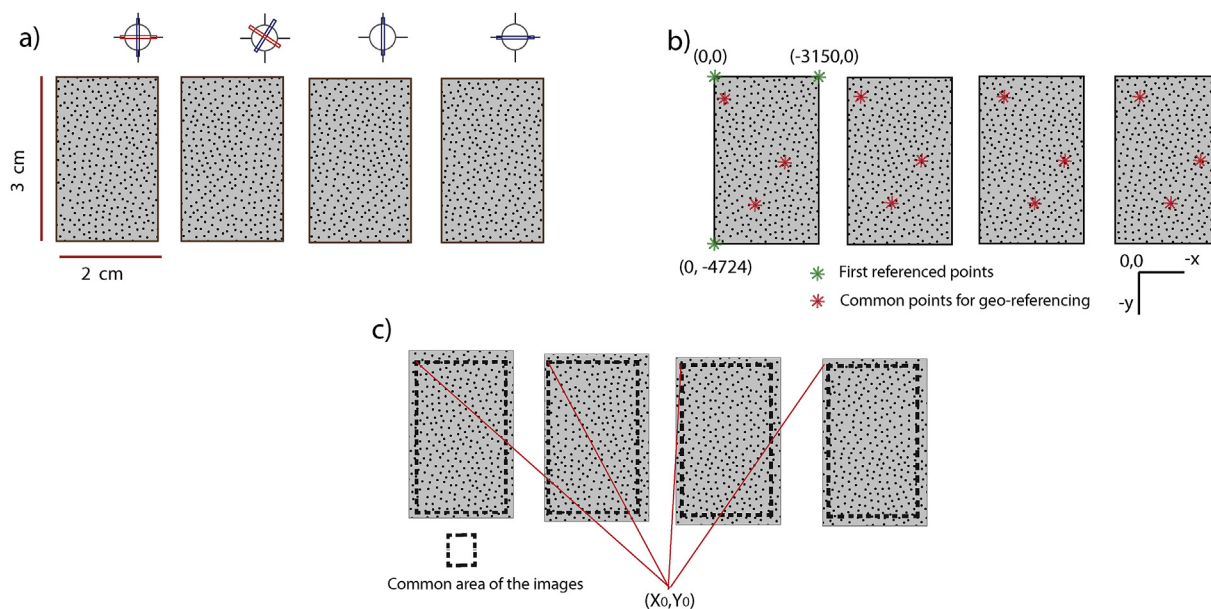 a)
3 cm
2 cm
b)
(0,0)
(-3150,0)
(0, -4724)
0,0
-x
-y
First referenced points
Common points for geo-referencing
c)
Common area of the images
(X0,Y0)